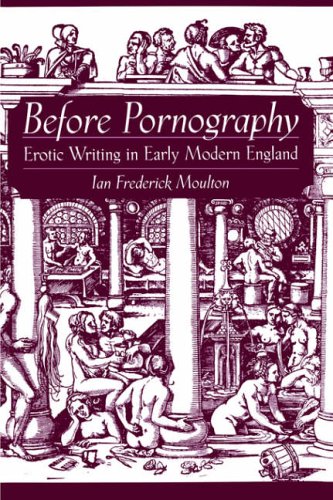 Before Pornography
Erotic Writing in Early Modern England
Ian Frederick Moulton